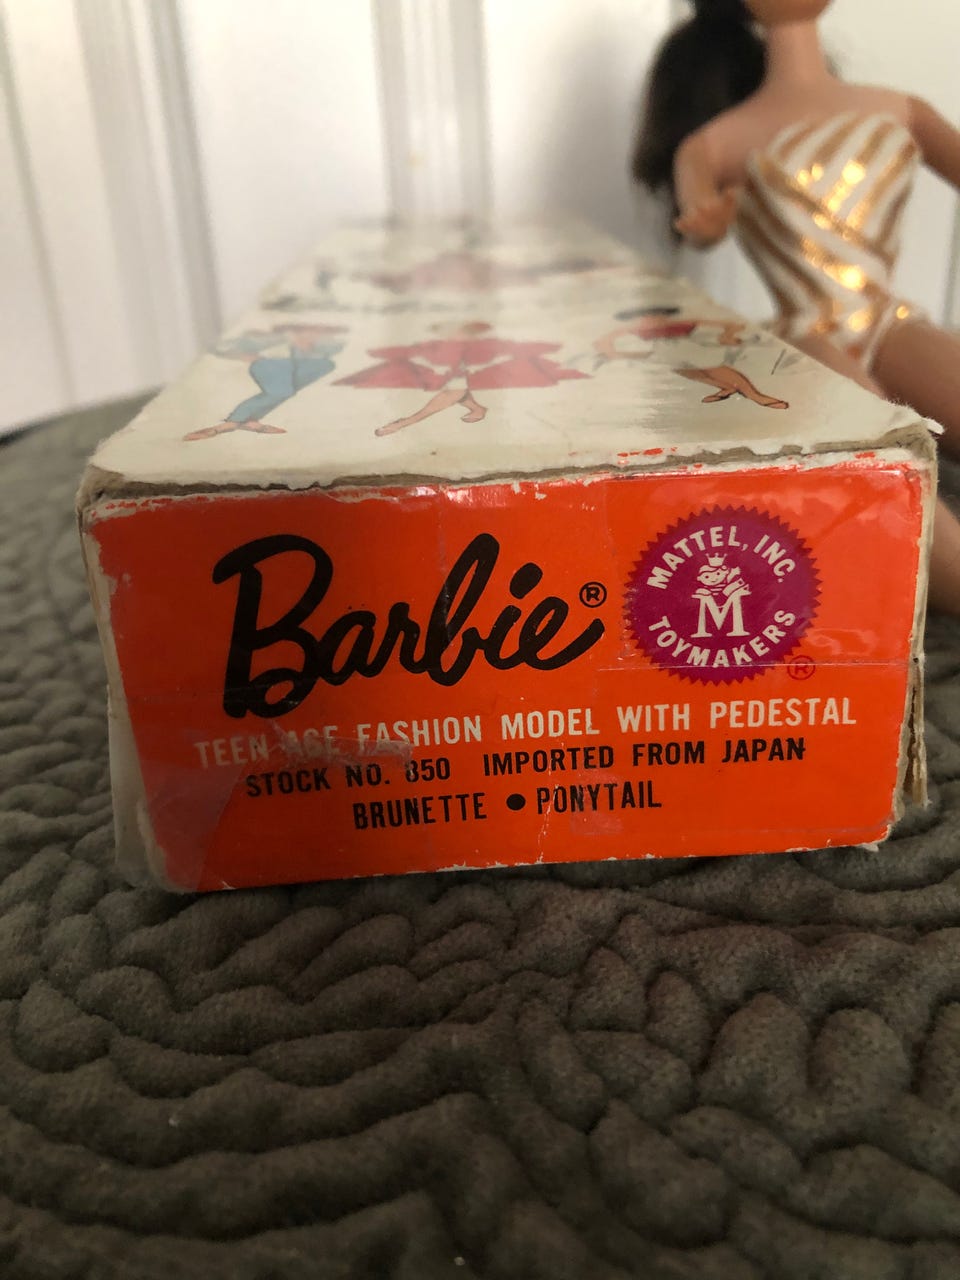 Barbie®
MATTEL, INC.
M
TOYMAKERS
®
TEEN AGE FASHION MODEL WITH PEDESTAL
STOCK NO. 850 IMPORTED FROM JAPAN
BRUNETTE • PONYTAIL